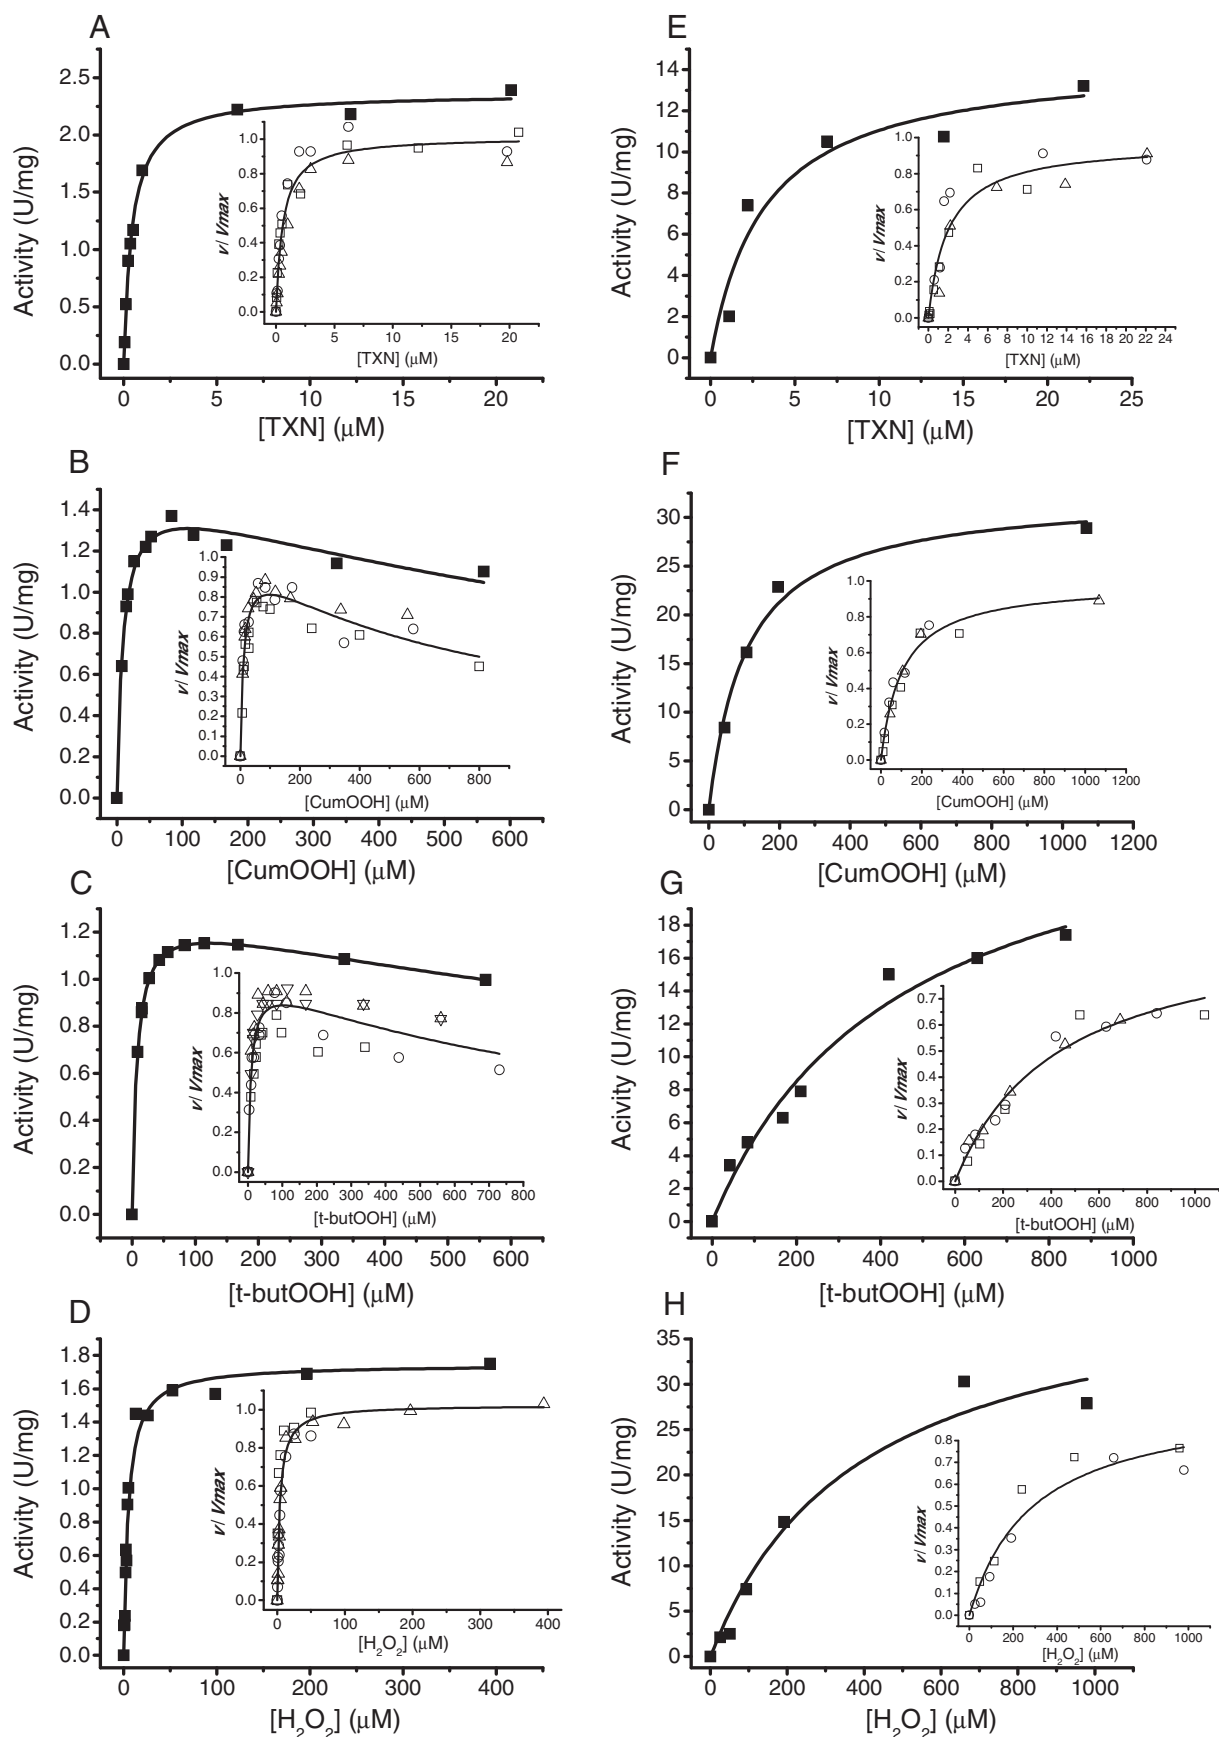 A
Activity (U/mg)
2.5
2.0
1.5
1.0
0.5
0.0
0 5 10 15 20
[TXN] (μM)
v/Vmax
1.0
0.8
0.6
0.4
0.2
0.0
0 5 10 15 20
[TXN] (μM)
E
Activity (U/mg)
14
12
10
8
6
4
2
0
0 5 10 15 20 25
[TXN] (μM)
v/Vmax
1.0
0.8
0.6
0.4
0.2
0.0
0 2 4 6 8 10 12 14 16 18 20 22 24
[TXN] (μM)
B
Activity (U/mg)
1.4
1.2
1.0
0.8
0.6
0.4
0.2
0.0
0 100 200 300 400 500 600
[CumOOH] (μM)
v/Vmax
1.0
0.9
0.8
0.7
0.6
0.5
0.4
0.3
0.2
0.1
0.0
0 200 400 600 800
[CumOOH] (μM)
F
Activity (U/mg)
30
25
20
15
10
5
0
0 200 400 600 800 1000 1200
[CumOOH] (μM)
v/Vmax
1.0
0.8
0.6
0.4
0.2
0.0
0 200 400 600 800 1000 1200
[CumOOH] (μM)
C
Activity (U/mg)
1.2
1.0
0.8
0.6
0.4
0.2
0.0
0 100 200 300 400 500 600
[t-butOOH] (μM)
v/Vmax
1.0
0.8
0.6
0.4
0.2
0.0
0 100 200 300 400 500 600 700 800
[t-butOOH] (μM)
G
Acivity (U/mg)
18
16
14
12
10
8
6
4
2
0
0 200 400 600 800 1000
[t-butOOH] (μM)
v/Vmax
0.7
0.6
0.5
0.4
0.3
0.2
0.1
0.0
0 200 400 600 800 1000
[t-butOOH] (μM)
D
Activity (U/mg)
1.8
1.6
1.4
1.2
1.0
0.8
0.6
0.4
0.2
0.0
0 100 200 300 400
[H₂O₂] (μM)
v/Vmax
1.0
0.8
0.6
0.4
0.2
0.0
0 100 200 300 400
[H₂O₂] (μM)
H
Activity (U/mg)
35
30
25
20
15
10
5
0
0 200 400 600 800 1000
[H₂O₂] (μM)
v/Vmax
0.8
0.7
0.6
0.5
0.4
0.3
0.2
0.1
0.0
0 200 400 600 800 1000
[H₂O₂] (μM)